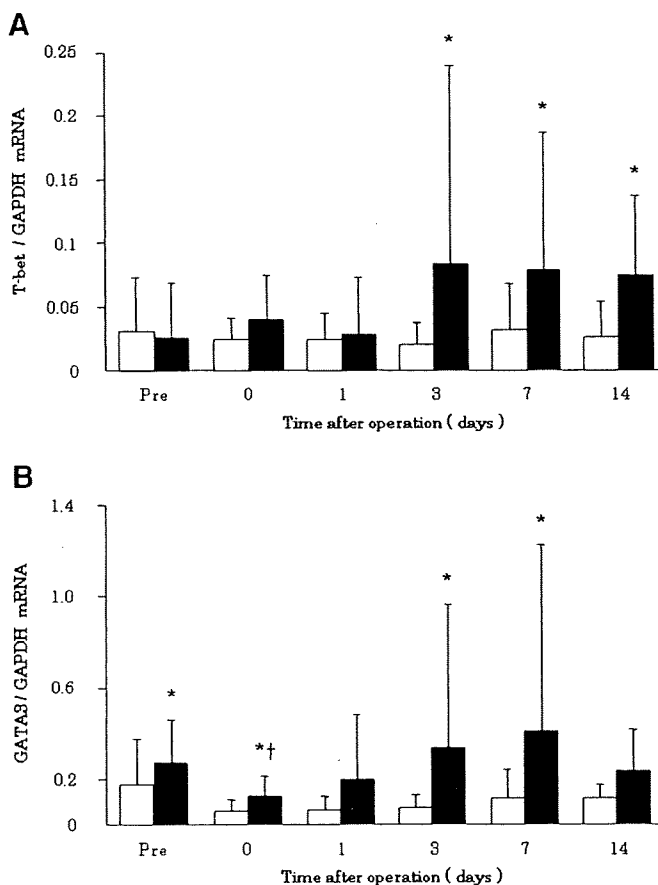 A
0.25
0.2
0.15
0.1
0.05
0
T-bet / GAPDH mRNA
*
*
*
Pre 0 1 3 7 14
Time after operation ( days )
B
1.4
1.0
0.6
0.2
0
GATA3/ GAPDH mRNA
*
*†
*
*
Pre 0 1 3 7 14
Time after operation ( days )